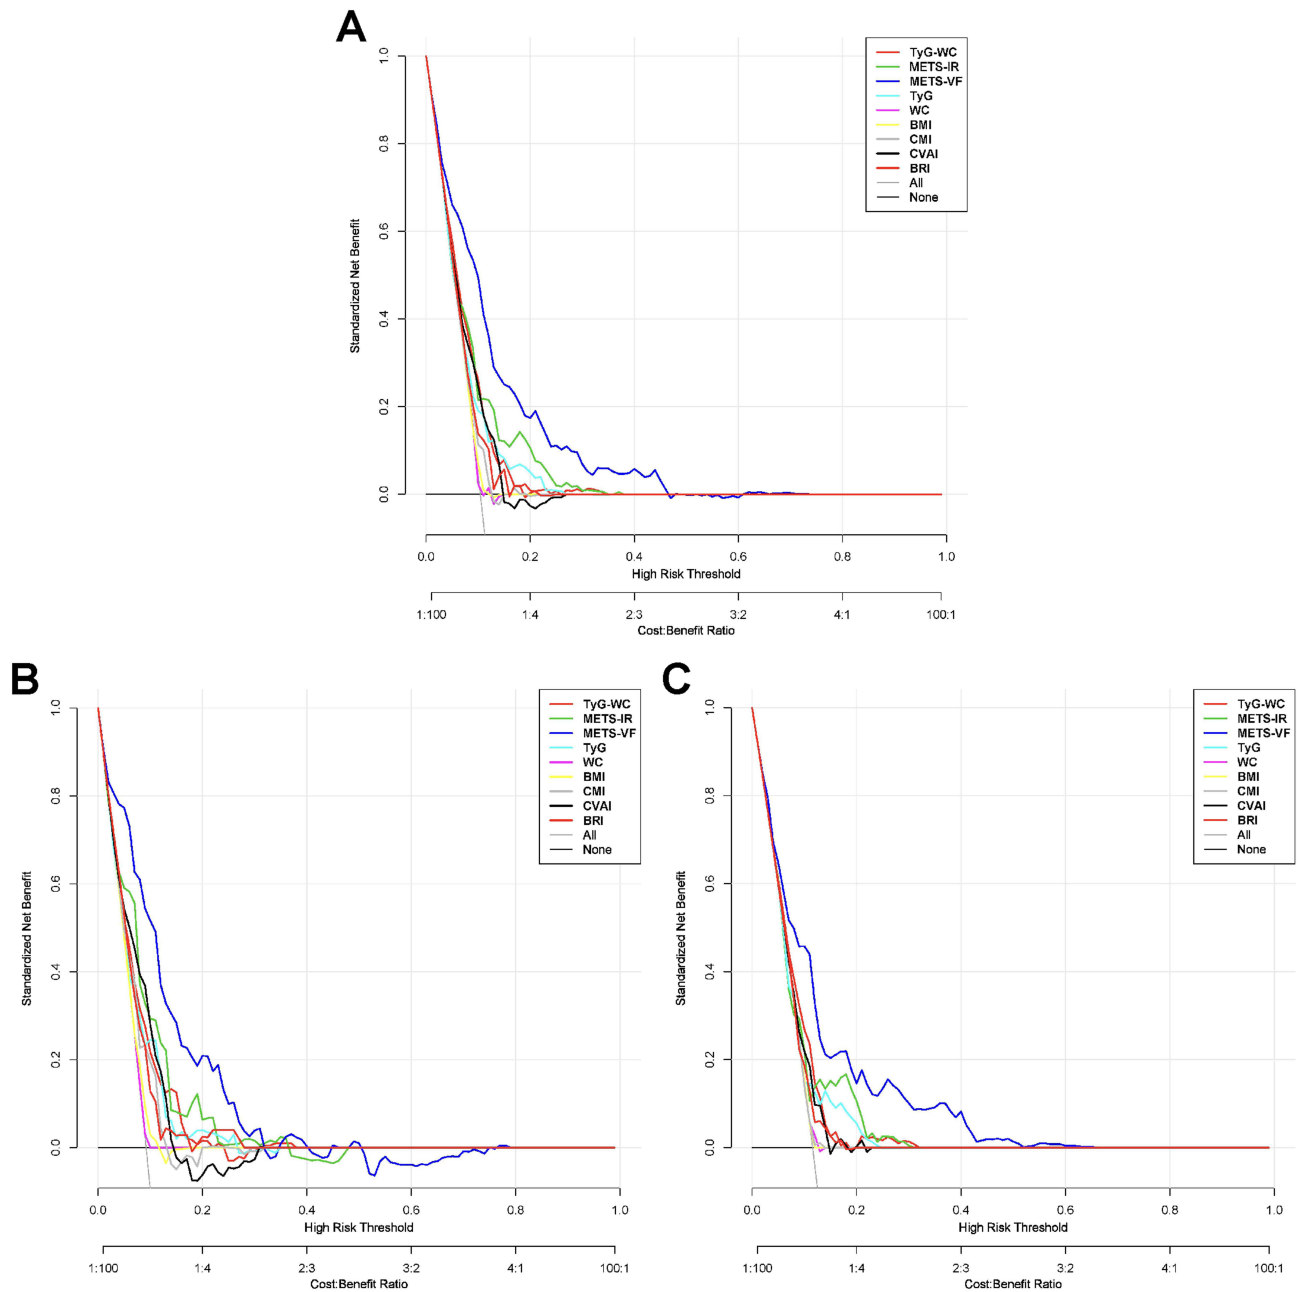 A
TyG-WC
METS-IR
METS-VF
TyG
WC
BMI
CMI
CVAI
BRI
All
None
Standardized Net Benefit
1.0
0.8
0.6
0.4
0.2
0.0
0.0 0.2 0.4 0.6 0.8 1.0
High Risk Threshold
1:100 1:4 2:3 3:2 4:1 100:1
Cost:Benefit Ratio
B
TyG-WC
METS-IR
METS-VF
TyG
WC
BMI
CMI
CVAI
BRI
All
None
Standardized Net Benefit
1.0
0.8
0.6
0.4
0.2
0.0
0.0 0.2 0.4 0.6 0.8 1.0
High Risk Threshold
1:100 1:4 2:3 3:2 4:1 100:1
Cost:Benefit Ratio
C
TyG-WC
METS-IR
METS-VF
TyG
WC
BMI
CMI
CVAI
BRI
All
None
Standardized Net Benefit
1.0
0.8
0.6
0.4
0.2
0.0
0.0 0.2 0.4 0.6 0.8 1.0
High Risk Threshold
1:100 1:4 2:3 3:2 4:1 100:1
Cost:Benefit Ratio